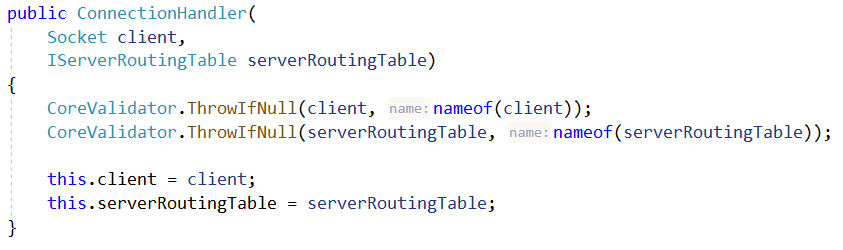 public ConnectionHandler(
    Socket client,
    IServerRoutingTable serverRoutingTable)
{
    CoreValidator.ThrowIfNull(client, name: nameof(client));
    CoreValidator.ThrowIfNull(serverRoutingTable, name: nameof(serverRoutingTable));

    this.client = client;
    this.serverRoutingTable = serverRoutingTable;
}